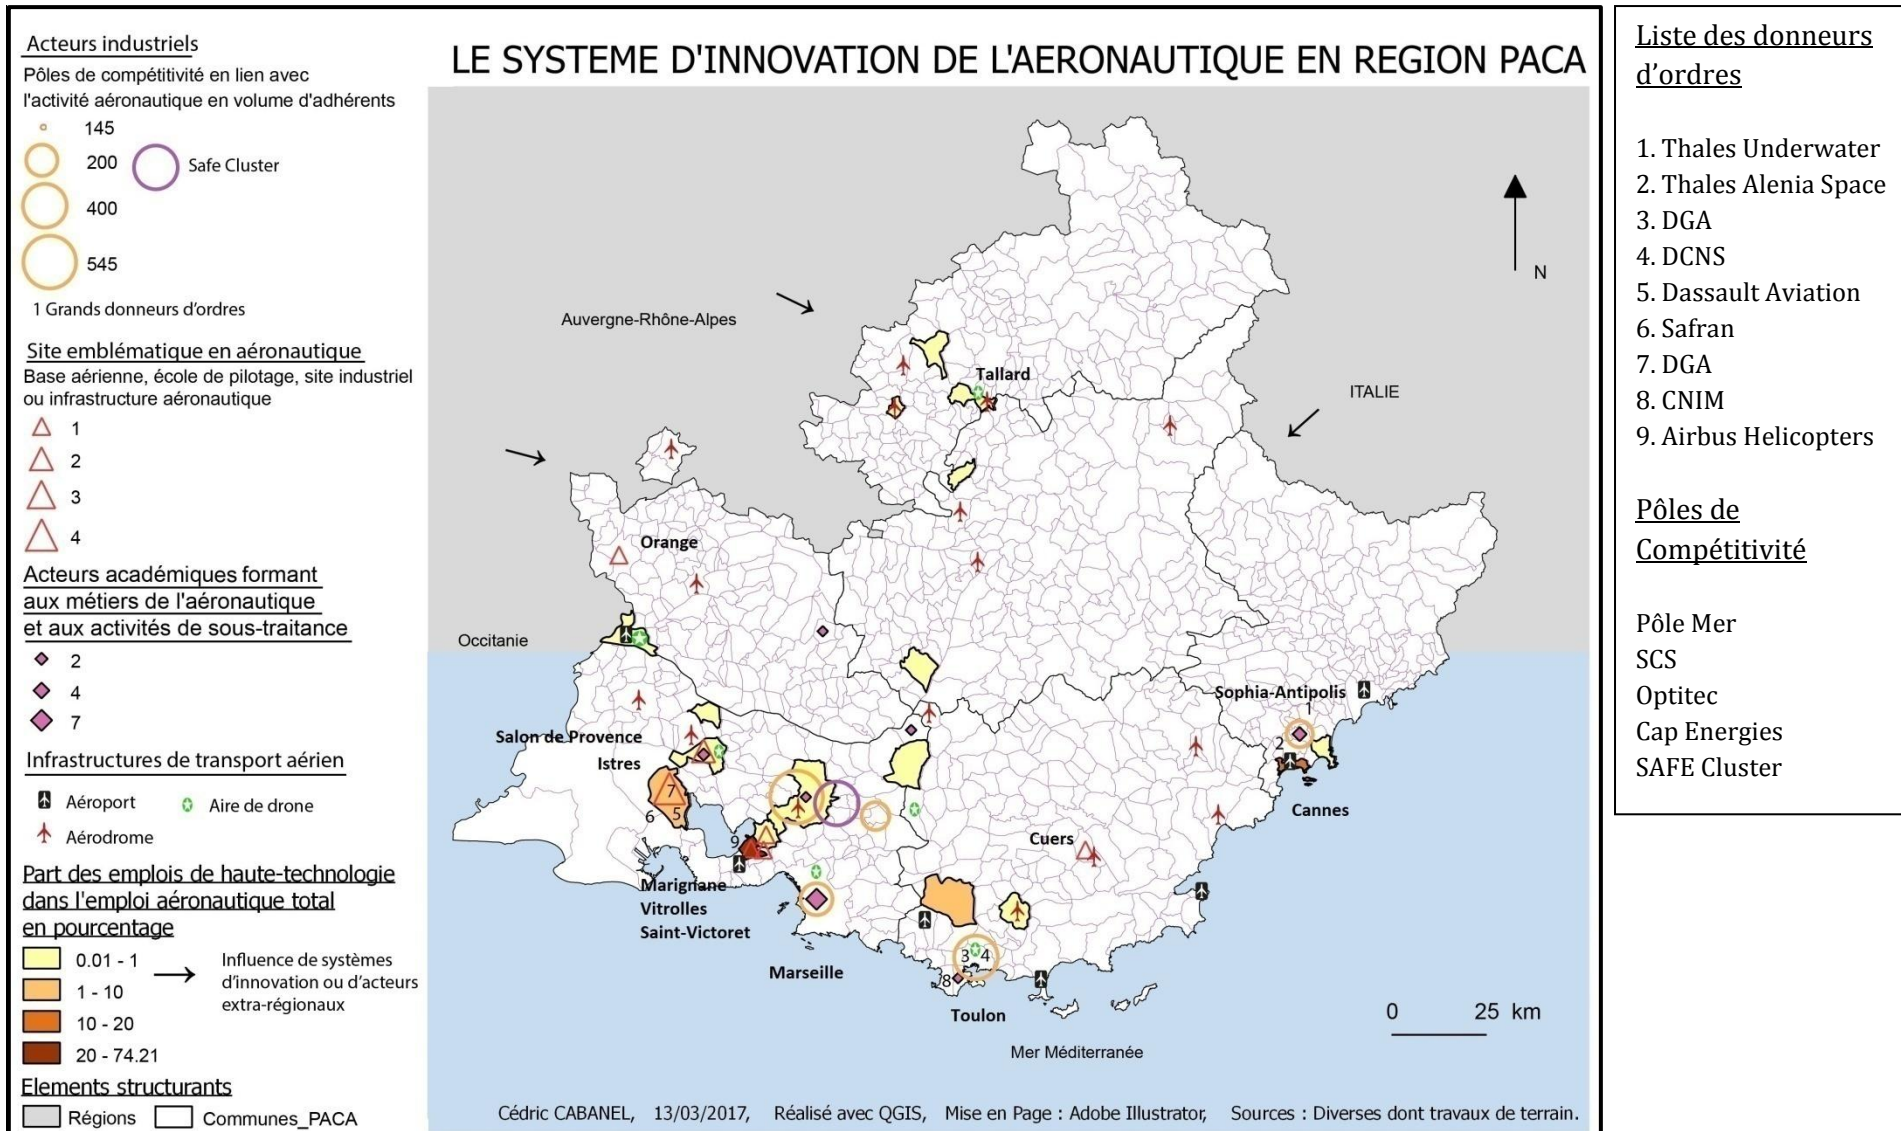 LE SYSTEME D'INNOVATION DE L'AERONAUTIQUE EN REGION PACA
Acteurs industriels
Pôles de compétitivité en lien avec
l'activité aéronautique en volume d'adhérents
145
200
Safe Cluster
400
545
1 Grands donneurs d'ordres
Site emblématique en aéronautique
Base aérienne, école de pilotage, site industriel
ou infrastructure aéronautique
1
2
3
4
Acteurs académiques formant
aux métiers de l'aéronautique
et aux activités de sous-traitance
2
4
7
Infrastructures de transport aérien
Aéroport
Aire de drone
Aérodrome
Part des emplois de haute-technologie
dans l'emploi aéronautique total
en pourcentage
0.01 - 1
1 - 10
10 - 20
20 - 74.21
Influence de systèmes
d'innovation ou d'acteurs
extra-régionaux
Elements structurants
Régions
Communes_PACA
N
Auvergne-Rhône-Alpes
ITALIE
Tallard
Orange
Occitanie
Sophia-Antipolis
1
2
Salon de Provence
Istres
7
6
5
9
Cannes
Cuers
Marignane
Vitrolles
Saint-Victoret
Marseille
3
4
8
Toulon
0 25 km
Mer Méditerranée
Cédric CABANEL, 13/03/2017, Réalisé avec QGIS, Mise en Page : Adobe Illustrator, Sources : Diverses dont travaux de terrain.
Liste des donneurs
d'ordres
1. Thales Underwater
2. Thales Alenia Space
3. DGA
4. DCNS
5. Dassault Aviation
6. Safran
7. DGA
8. CNIM
9. Airbus Helicopters
Pôles de
Compétitivité
Pôle Mer
SCS
Optitec
Cap Energies
SAFE Cluster